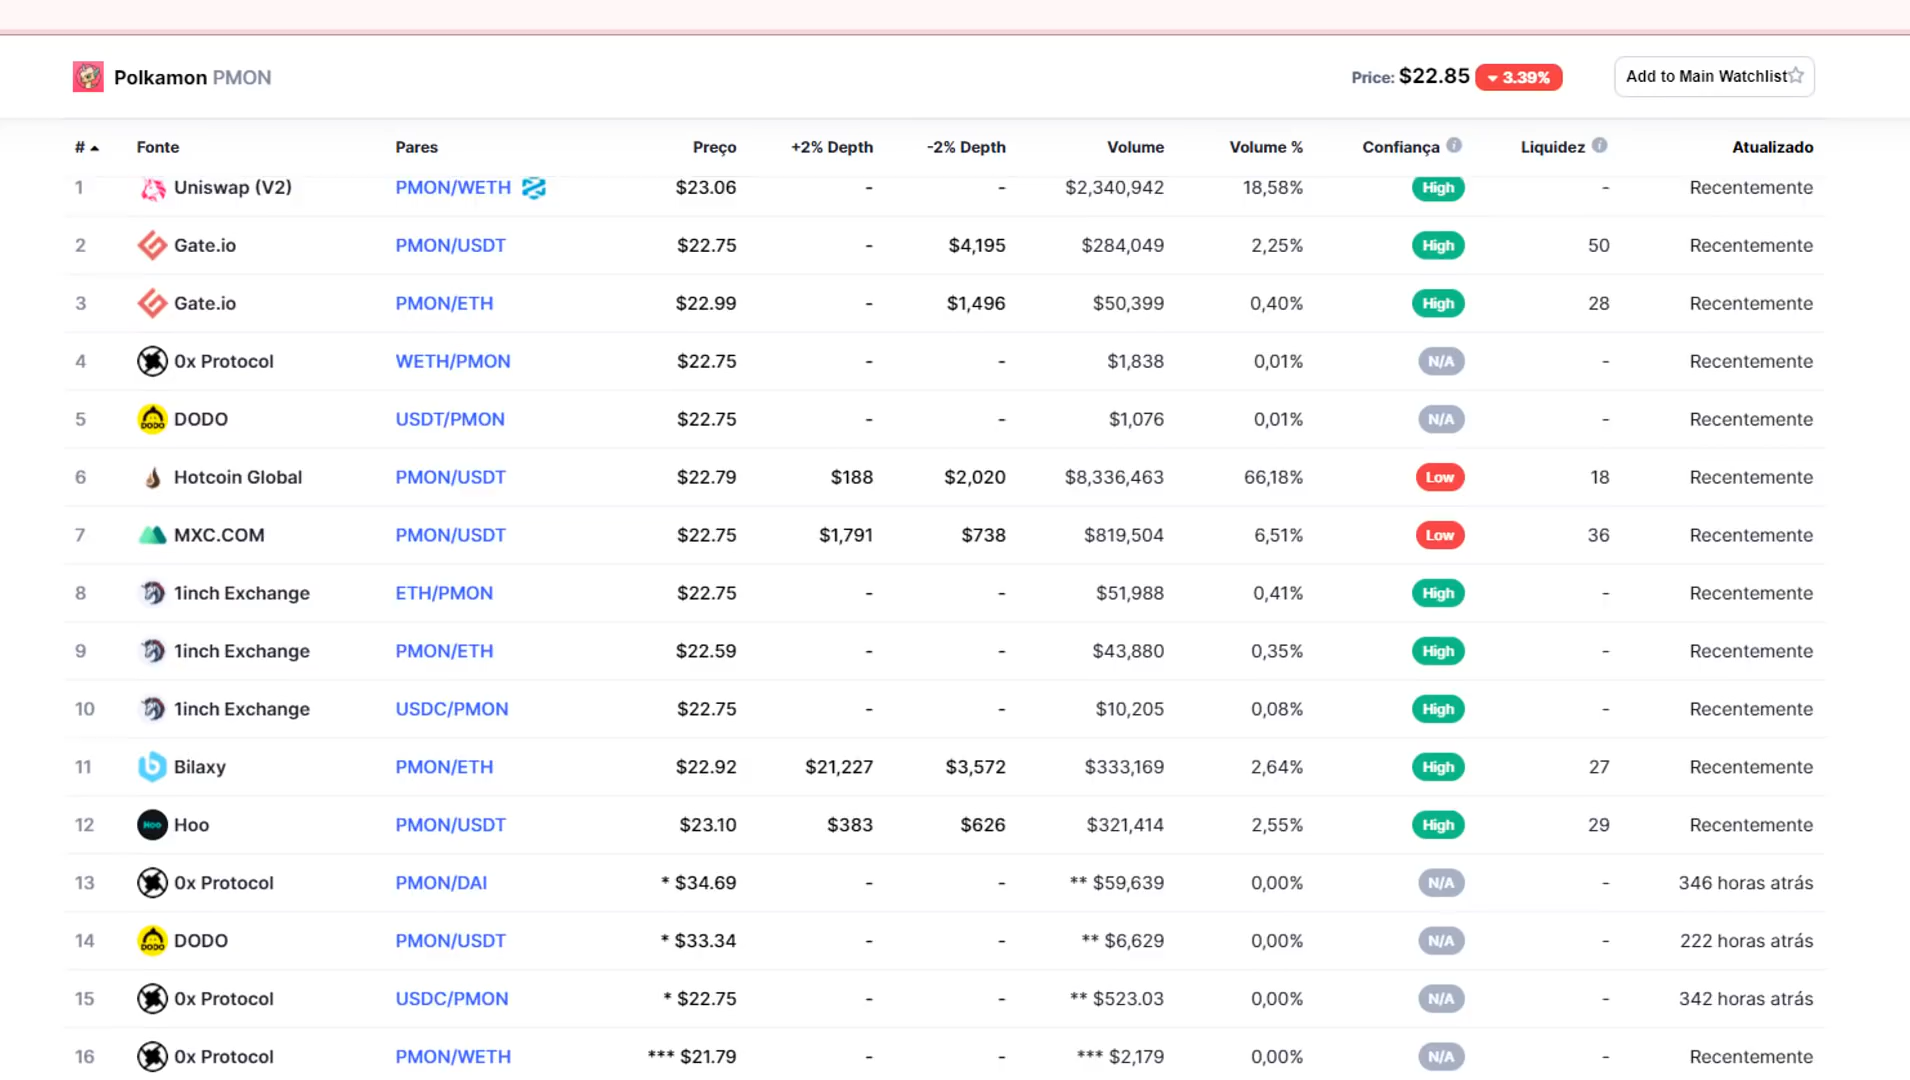 Polkamon PMON Price: $22.85 3.39% Add to Main Watchlist
# Fonte Pares Preço +2% Depth -2% Depth Volume Volume % Confiança Liquidez Atualizado
1 Uniswap (V2) PMON/WETH $23.06 - - $2,340,942 18,58% High - Recentemente
2 Gate.io PMON/USDT $22.75 - $4,195 $284,049 2,25% High 50 Recentemente
3 Gate.io PMON/ETH $22.99 - $1,496 $50,399 0,40% High 28 Recentemente
4 0x Protocol WETH/PMON $22.75 - - $1,838 0,01% N/A - Recentemente
5 DODO USDT/PMON $22.75 - - $1,076 0,01% N/A - Recentemente
6 Hotcoin Global PMON/USDT $22.79 $188 $2,020 $8,336,463 66,18% Low 18 Recentemente
7 MXC.COM PMON/USDT $22.75 $1,791 $738 $819,504 6,51% Low 36 Recentemente
8 1inch Exchange ETH/PMON $22.75 - - $51,988 0,41% High - Recentemente
9 1inch Exchange PMON/ETH $22.59 - - $43,880 0,35% High - Recentemente
10 1inch Exchange USDC/PMON $22.75 - - $10,205 0,08% High - Recentemente
11 Bilaxy PMON/ETH $22.92 $21,227 $3,572 $333,169 2,64% High 27 Recentemente
12 Hoo PMON/USDT $23.10 $383 $626 $321,414 2,55% High 29 Recentemente
13 0x Protocol PMON/DAI * $34.69 - - ** $59,639 0,00% N/A - 346 horas atrás
14 DODO PMON/USDT * $33.34 - - ** $6,629 0,00% N/A - 222 horas atrás
15 0x Protocol USDC/PMON * $22.75 - - ** $523.03 0,00% N/A - 342 horas atrás
16 0x Protocol PMON/WETH *** $21.79 - - *** $2,179 0,00% N/A - Recentemente